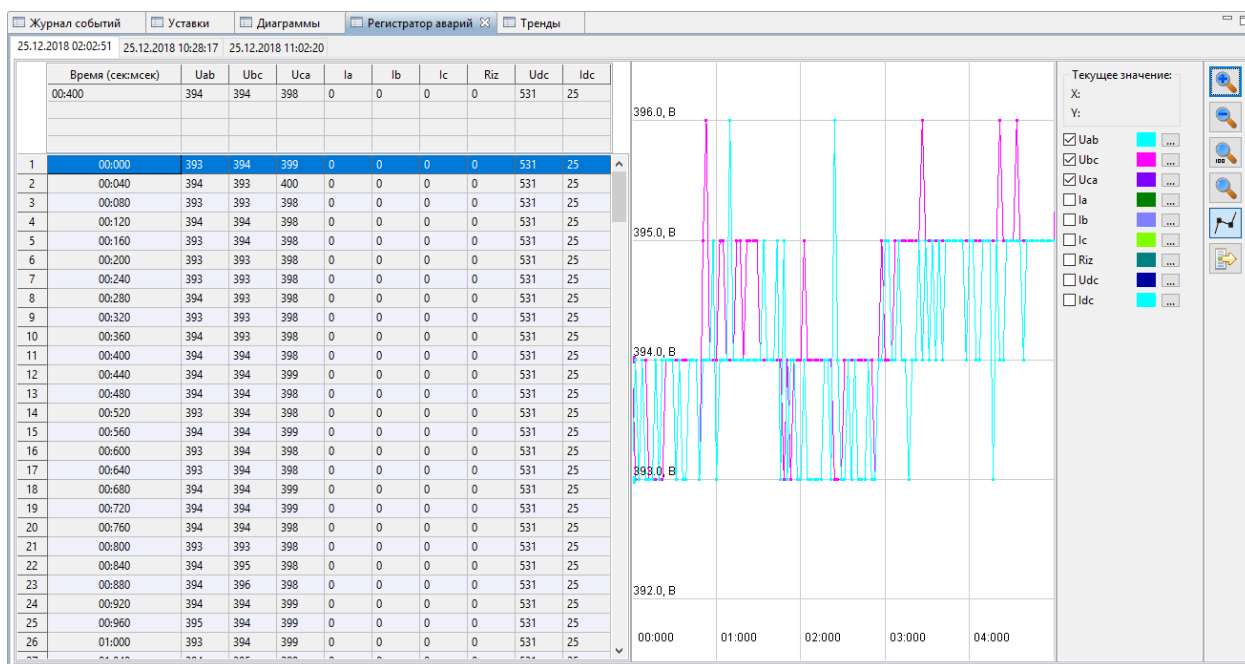 Журнал событий Уставки Диаграммы Регистратор аварий Тренды
25.12.2018 02:02:51 25.12.2018 10:28:17 25.12.2018 11:02:20
Время (сек:мсек) Uab Ubc Uca Ia Ib Ic Riz Udc Idc
00:400 394 394 398 0 0 0 0 531 25
1 00:000 393 394 399 0 0 0 0 531 25
2 00:040 394 393 400 0 0 0 0 531 25
3 00:080 393 393 398 0 0 0 0 531 25
4 00:120 394 394 398 0 0 0 0 531 25
5 00:160 393 394 398 0 0 0 0 531 25
6 00:200 393 393 398 0 0 0 0 531 25
7 00:240 393 393 398 0 0 0 0 531 25
8 00:280 394 393 398 0 0 0 0 531 25
9 00:320 393 393 398 0 0 0 0 531 25
10 00:360 394 393 398 0 0 0 0 531 25
11 00:400 394 394 398 0 0 0 0 531 25
12 00:440 394 394 399 0 0 0 0 531 25
13 00:480 394 394 398 0 0 0 0 531 25
14 00:520 393 394 398 0 0 0 0 531 25
15 00:560 394 394 399 0 0 0 0 531 25
16 00:600 393 394 398 0 0 0 0 531 25
17 00:640 393 394 398 0 0 0 0 531 25
18 00:680 394 394 399 0 0 0 0 531 25
19 00:720 394 394 399 0 0 0 0 531 25
20 00:760 394 394 398 0 0 0 0 531 25
21 00:800 393 393 398 0 0 0 0 531 25
22 00:840 394 395 398 0 0 0 0 531 25
23 00:880 394 396 398 0 0 0 0 531 25
24 00:920 394 394 399 0 0 0 0 531 25
25 00:960 395 394 399 0 0 0 0 531 25
26 01:000 393 394 399 0 0 0 0 531 25
396.0, В
395.0, В
394.0, В
393.0, В
392.0, В
00:000 01:000 02:000 03:000 04:000
Текущее значение:
X:
Y:
Uab ...
Ubc ...
Uca ...
Ia ...
Ib ...
Ic ...
Riz ...
Udc ...
Idc ...
100